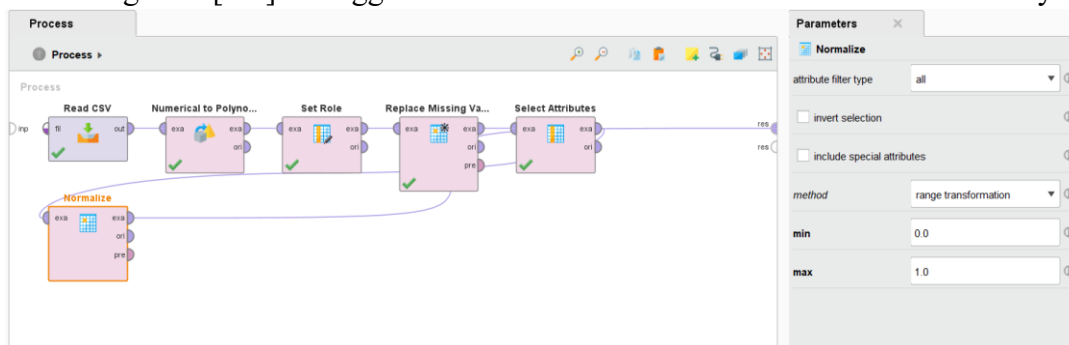 Process
Process
Process
Read CSV
Numerical to Polyno...
Set Role
Replace Missing Va...
Select Attributes
inp
fil
out
exa
exa
ori
exa
exa
ori
exa
exa
ori
pre
exa
exa
ori
res
res
Normalize
exa
exa
ori
pre
Parameters
Normalize
attribute filter type
all
invert selection
include special attributes
method
range transformation
min
0.0
max
1.0